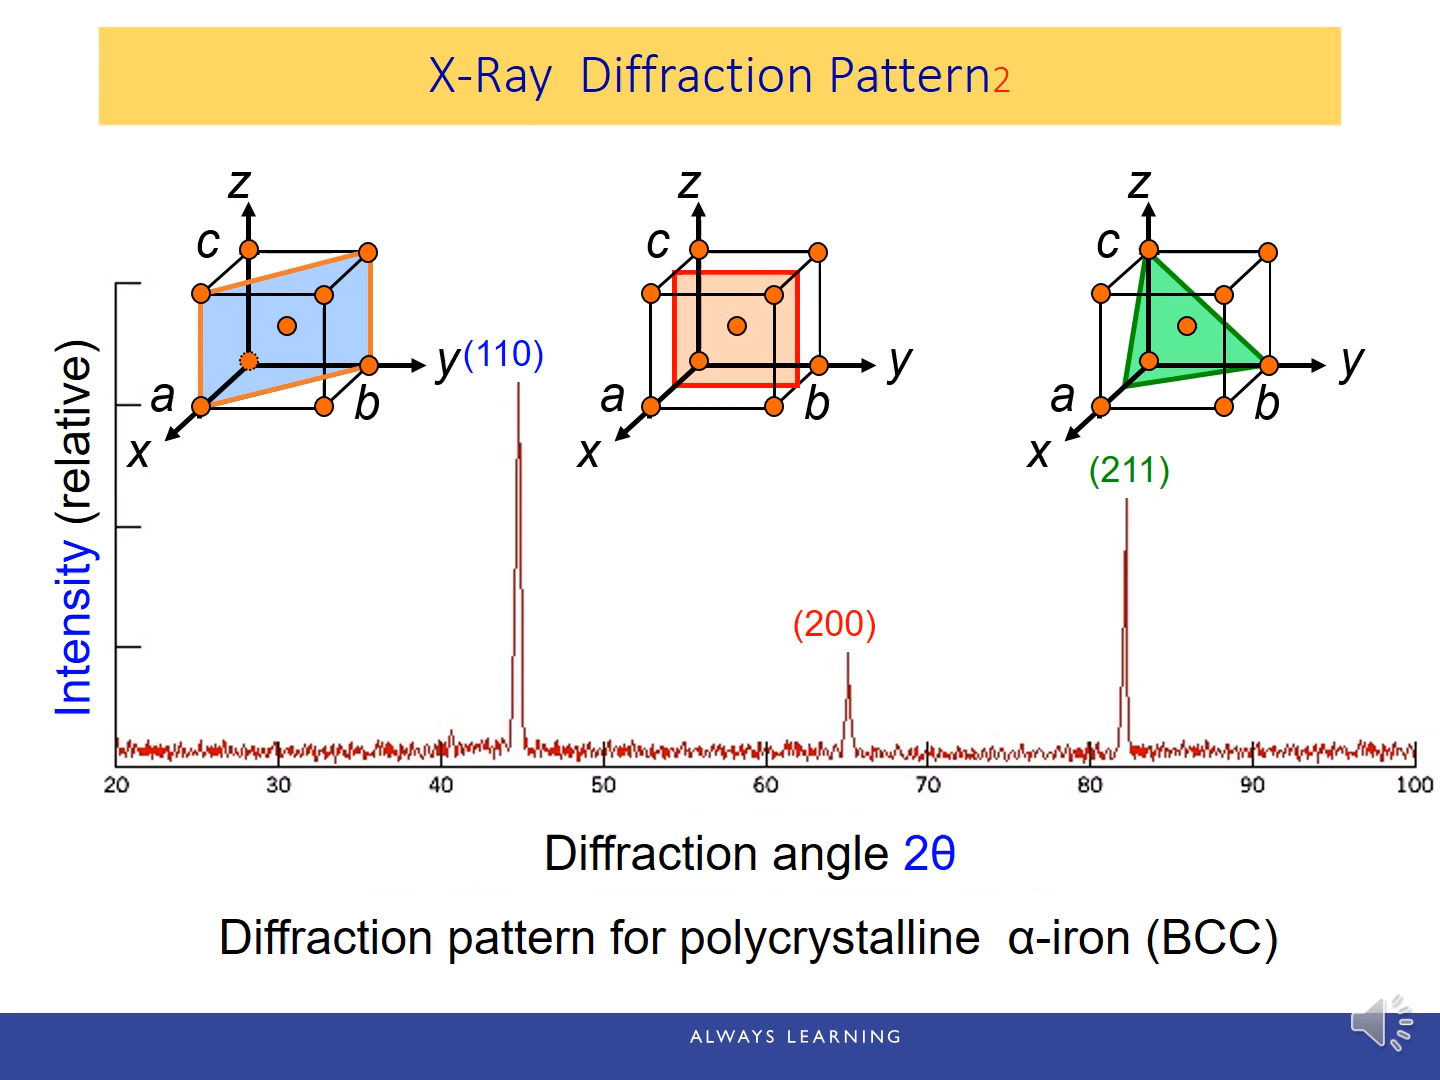 X-Ray Diffraction Pattern2
z
c
y
a
b
x
(110)
z
c
y
a
b
x
z
c
y
a
b
x
(211)
(200)
Intensity (relative)
20 30 40 50 60 70 80 90 100
Diffraction angle 2θ
Diffraction pattern for polycrystalline α-iron (BCC)
ALWAYS LEARNING